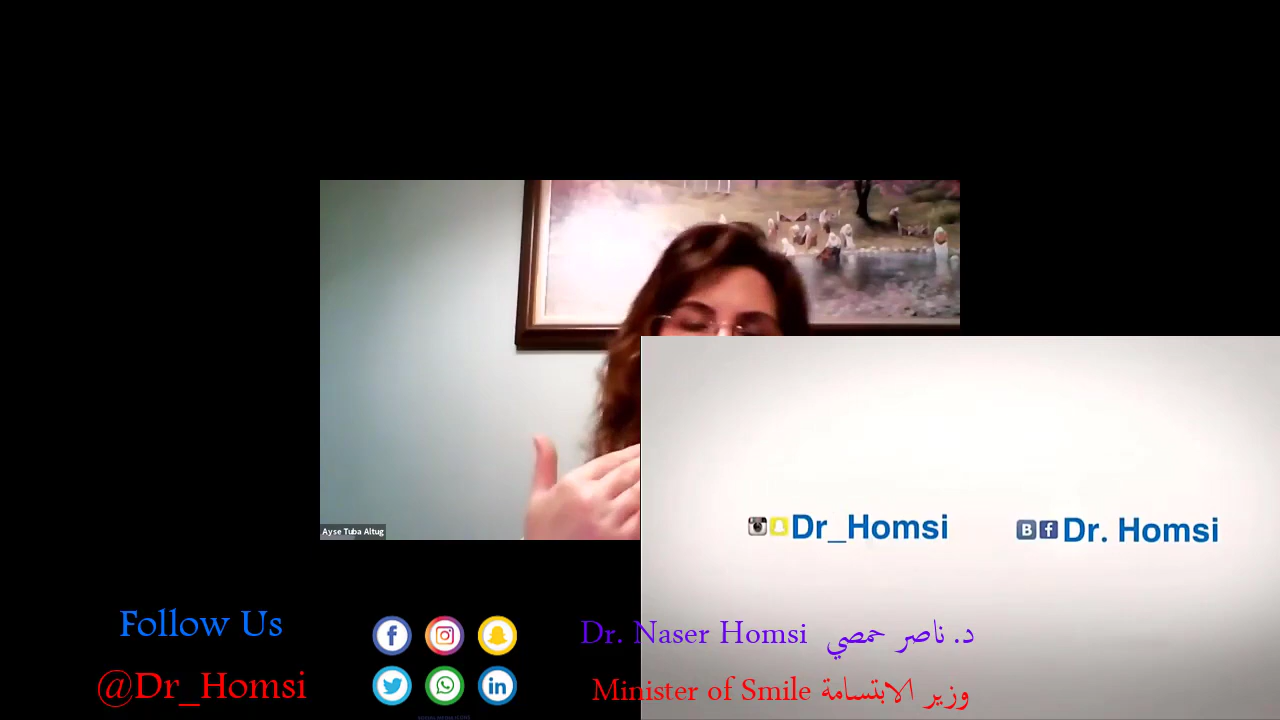 Ayse Tuba Altug
Dr_Homsi
Dr. Homsi
Follow Us
@Dr_Homsi
Dr. Naser Homsi د. ناصر حمصي
Minister of Smile وزير الابتسامة